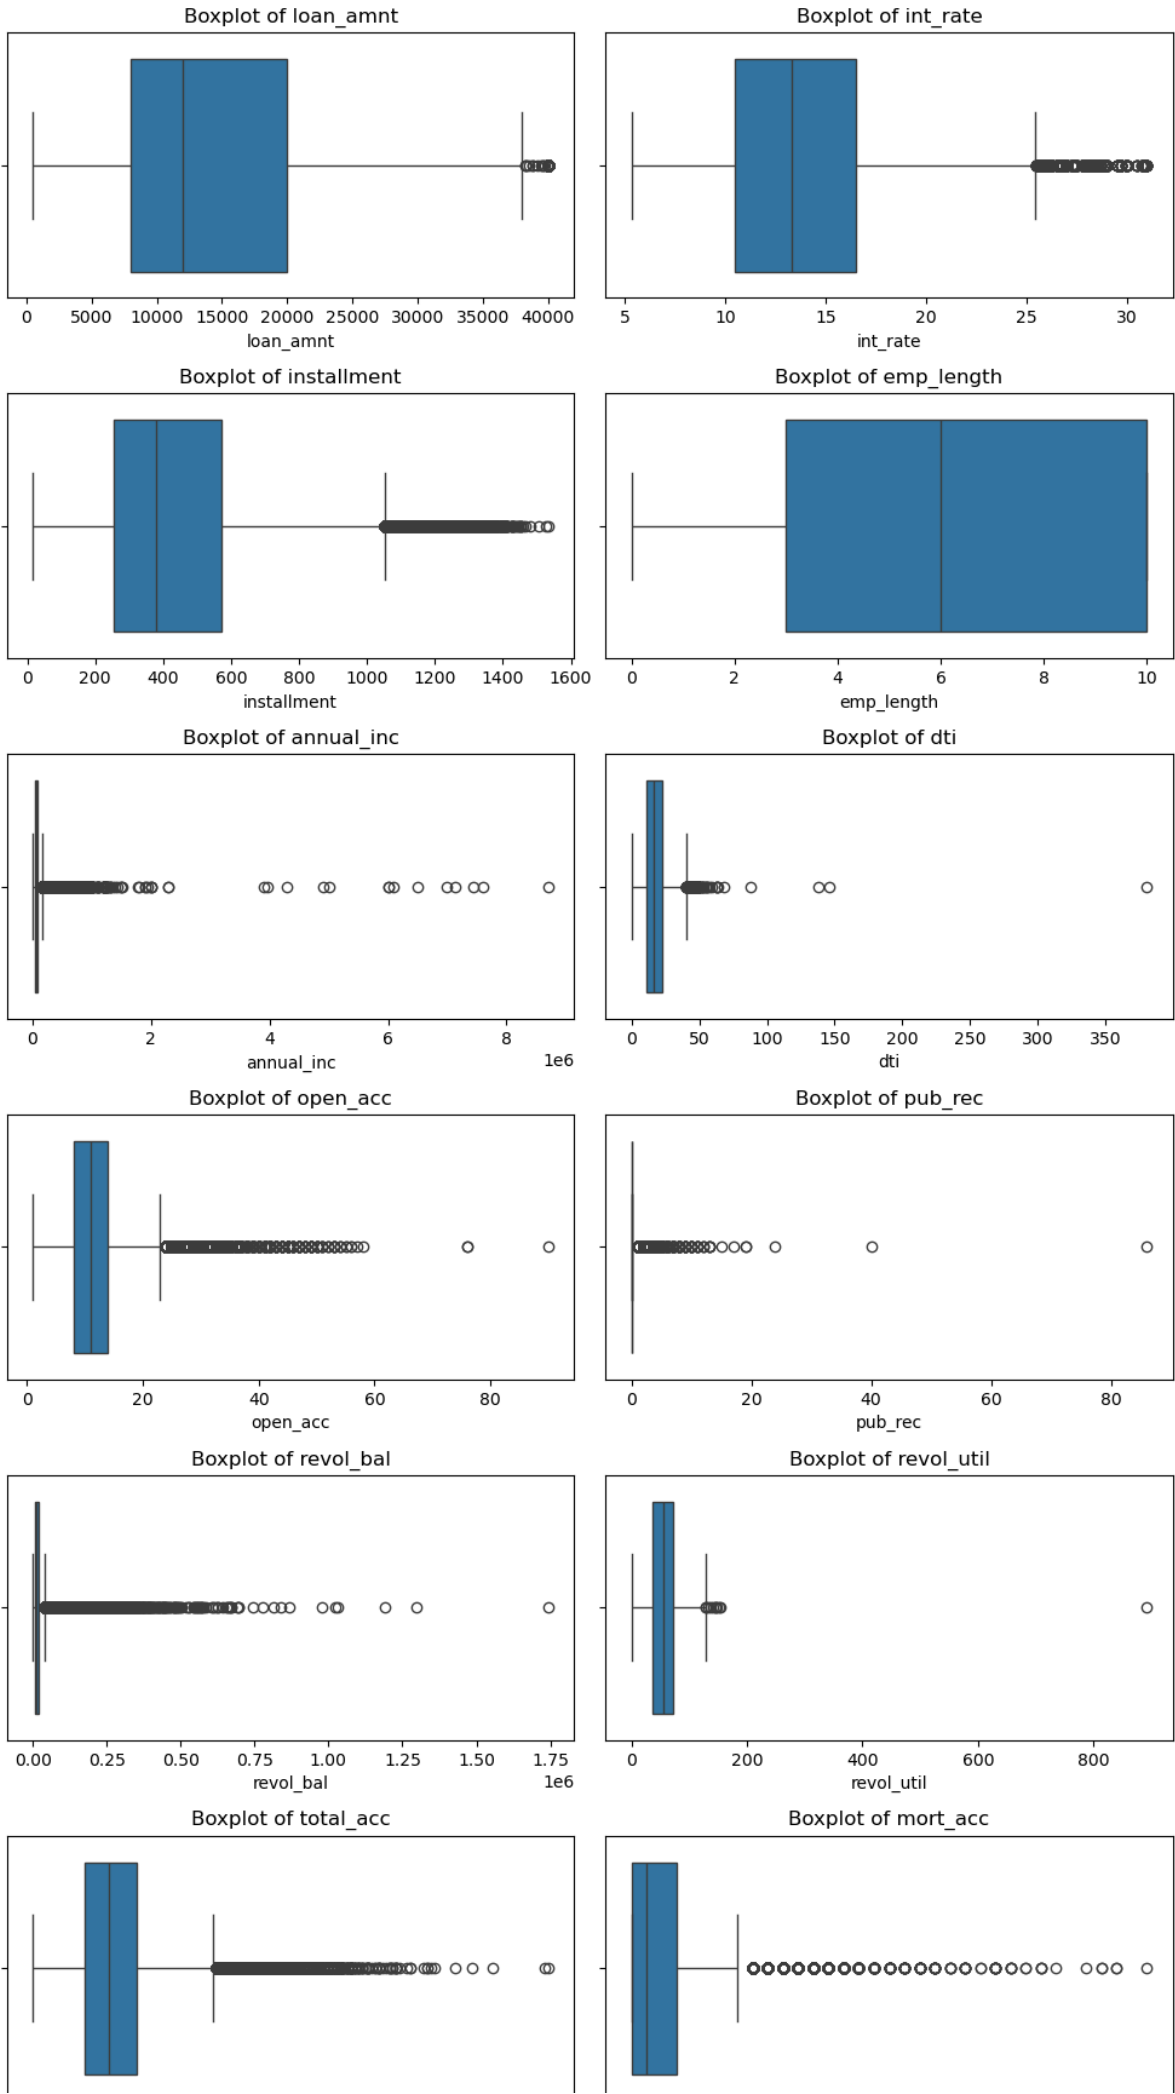 Boxplot of loan_amnt
0 5000 10000 15000 20000 25000 30000 35000 40000
loan_amnt
Boxplot of int_rate
5 10 15 20 25 30
int_rate
Boxplot of installment
0 200 400 600 800 1000 1200 1400 1600
installment
Boxplot of emp_length
0 2 4 6 8 10
emp_length
Boxplot of annual_inc
0 2 4 6 8
annual_inc 1e6
Boxplot of dti
0 50 100 150 200 250 300 350
dti
Boxplot of open_acc
0 20 40 60 80
open_acc
Boxplot of pub_rec
0 20 40 60 80
pub_rec
Boxplot of revol_bal
0.00 0.25 0.50 0.75 1.00 1.25 1.50 1.75
revol_bal 1e6
Boxplot of revol_util
0 200 400 600 800
revol_util
Boxplot of total_acc
Boxplot of mort_acc